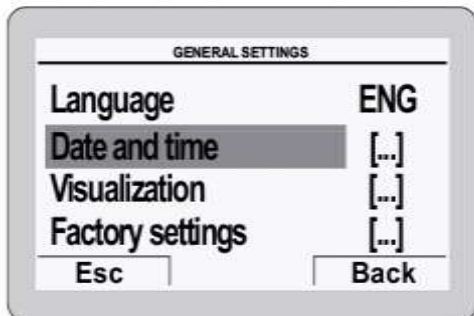 GENERAL SETTINGS
Language ENG
Date and time [...]
Visualization [...]
Factory settings [...]
Esc Back